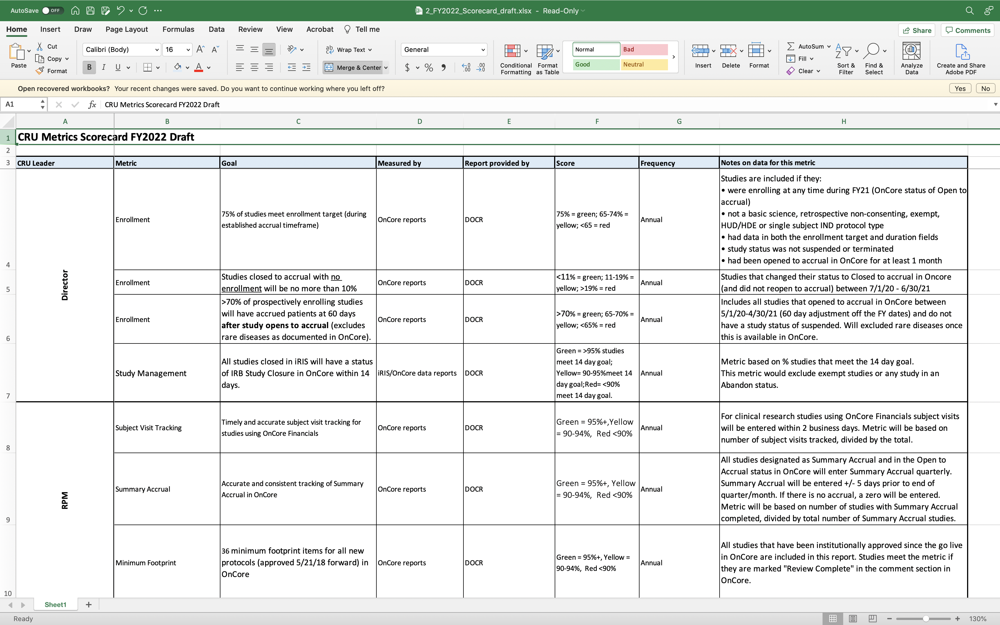 AutoSave OFF
2_FY2022_Scorecard_draft.xlsx - Read-Only
Home Insert Draw Page Layout Formulas Data Review View Acrobat Tell me
Share Comments
Paste
Cut
Copy
Format
Calibri (Body) 16
B I U
Wrap Text
Merge & Center
General
$ % 9
Conditional Formatting
Format as Table
Normal Bad
Good Neutral
Insert Delete Format
AutoSum
Fill
Clear
Sort & Filter
Find & Select
Analyze Data
Create and Share Adobe PDF
Open recovered workbooks? Your recent changes were saved. Do you want to continue working where you left off?
Yes No
A1 fx CRU Metrics Scorecard FY2022 Draft
A B C D E F G H
1 CRU Metrics Scorecard FY2022 Draft
2
3 CRU Leader Metric Goal Measured by Report provided by Score Frequency Notes on data for this metric
Director
4
Enrollment
75% of studies meet enrollment target (during
established accrual timeframe)
OnCore reports
DOCR
75% = green; 65-74% =
yellow; <65 = red
Annual
Studies are included if they:
• were enrolling at any time during FY21 (OnCore status of Open to
accrual)
• not a basic science, retrospective non-consenting, exempt,
HUD/HDE or single subject IND protocol type
• had data in both the enrollment target and duration fields
• study status was not suspended or terminated
• had been opened to accrual in OnCore for at least 1 month
5
Enrollment
Studies closed to accrual with no
enrollment will be no more than 10%
OnCore reports
DOCR
<11% = green; 11-19% =
yellow; >19% = red
Annual
Studies that changed their status to Closed to accrual in Oncore
(and did not reopen to accrual) between 7/1/20 - 6/30/21
6
Enrollment
>70% of prospectively enrolling studies
will have accrued patients at 60 days
after study opens to accrual (excludes
rare diseases as documented in OnCore).
OnCore reports
DOCR
>70% = green; 65-70% =
yellow; <65% = red
Annual
Includes all studies that opened to accrual in OnCore between
5/1/20-4/30/21 (60 day adjustment off the FY dates) and do not
have a study status of suspended. Will excluded rare diseases once
this is available in OnCore.
7
Study Management
All studies closed in iRIS will have a status
of IRB Study Closure in OnCore within 14
days.
iRIS/OnCore data reports
DOCR
Green = >95% studies
meet 14 day goal;
Yellow= 90-95%meet 14
day goal;Red= <90%
meet 14 day goal.
Annual
Metric based on % studies that meet the 14 day goal.
This metric would exclude exempt studies or any study in an
Abandon status.
RPM
8
Subject Visit Tracking
Timely and accurate subject visit tracking for
studies using OnCore Financials
OnCore reports
DOCR
Green = 95%+,Yellow
= 90-94%, Red <90%
Annual
For clinical research studies using OnCore Financials subject visits
will be entered within 2 business days. Metric will be based on
number of subject visits tracked, divided by the total.
9
Summary Accrual
Accurate and consistent tracking of Summary
Accrual in OnCore
OnCore reports
DOCR
Green = 95%+, Yellow
= 90-94%, Red <90%
Annual
All studies designated as Summary Accrual and in the Open to
Accrual status in OnCore will enter Summary Accrual quarterly.
Summary Accrual will be entered +/- 5 days prior to end of
quarter/month. If there is no accrual, a zero will be entered.
Metric will be based on number of studies with Summary Accrual
completed, divided by total number of Summary Accrual studies.
10
Minimum Footprint
36 minimum footprint items for all new
protocols (approved 5/21/18 forward) in
OnCore
OnCore reports
DOCR
Green = 95%+, Yellow =
90-94%, Red <90%
Annual
All studies that have been institutionally approved since the go live
in OnCore are included in this report. Studies meet the metric if
they are marked "Review Complete" in the comment section in
OnCore.
Sheet1 +
Ready
130%